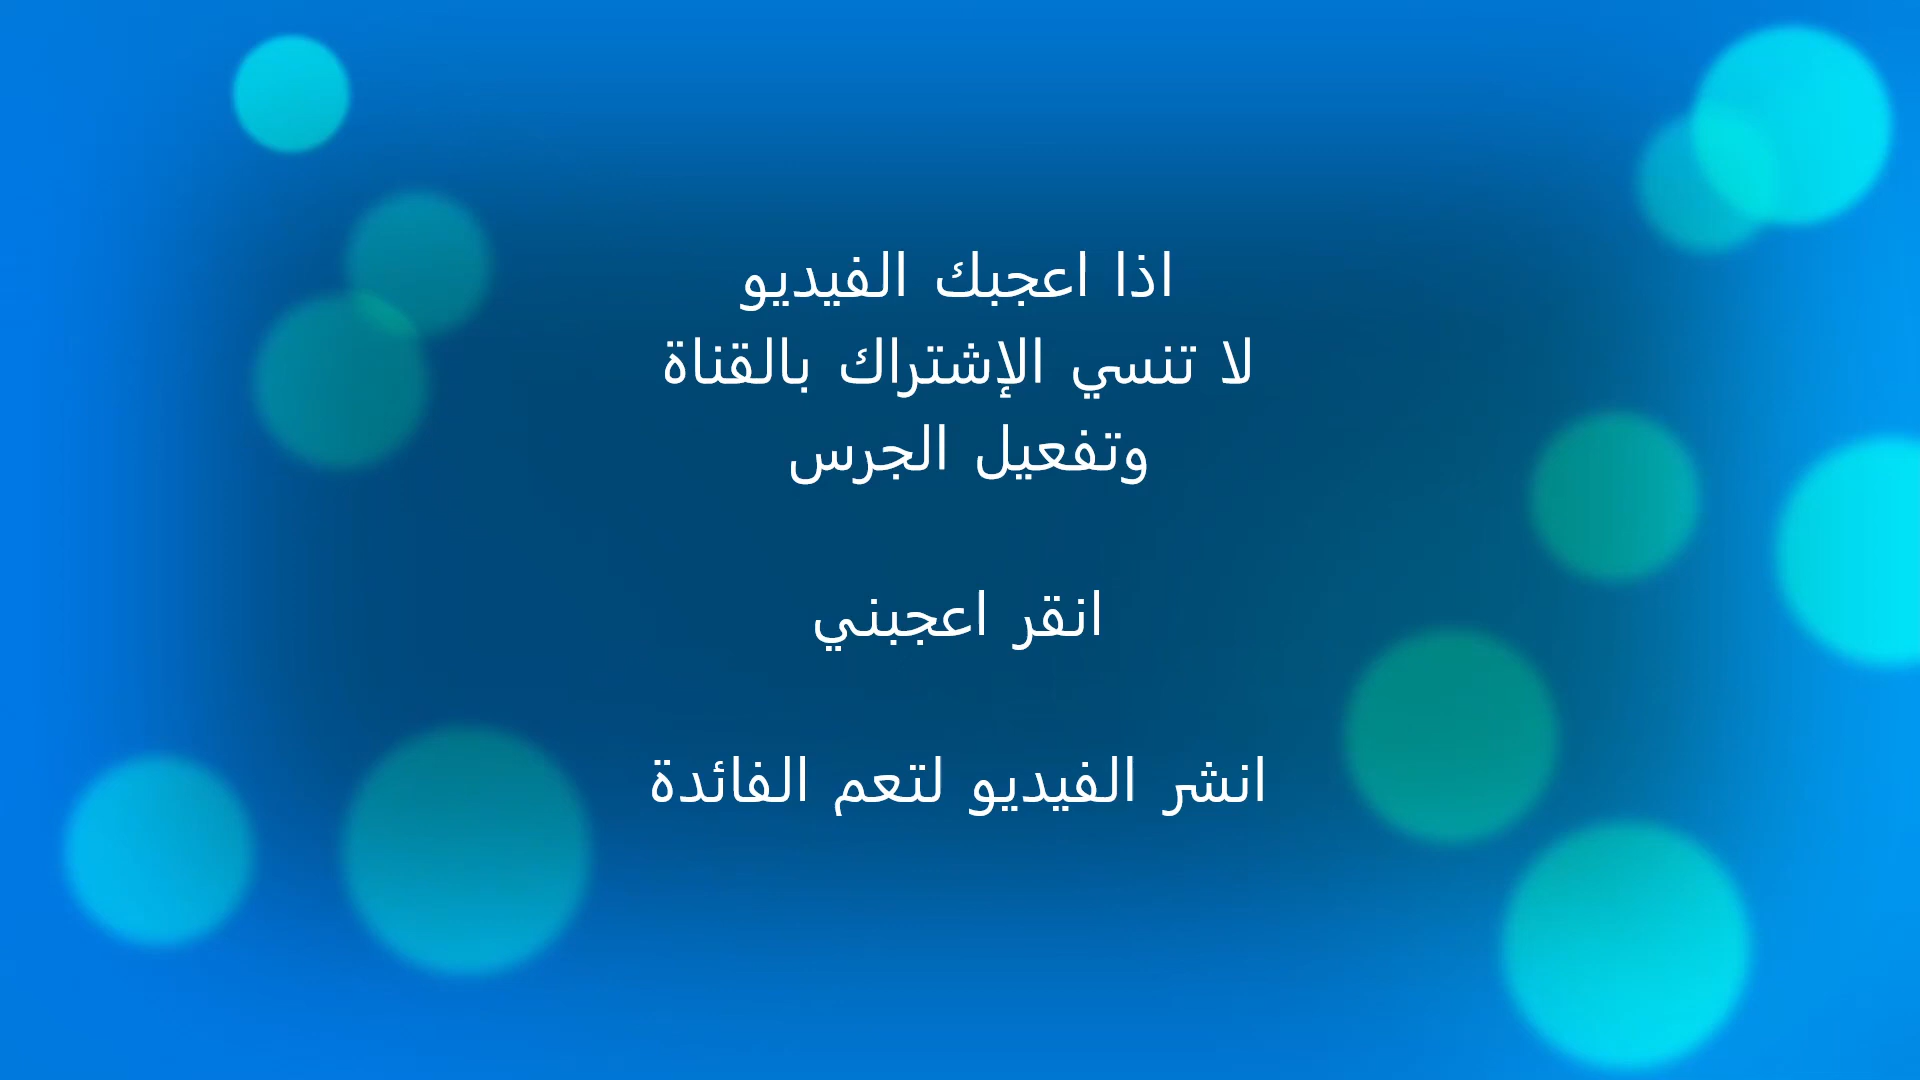 اذا اعجبك الفيديو
لا تنسي الإشتراك بالقناة
وتفعيل الجرس
انقر اعجبني
انشر الفيديو لتعم الفائدة